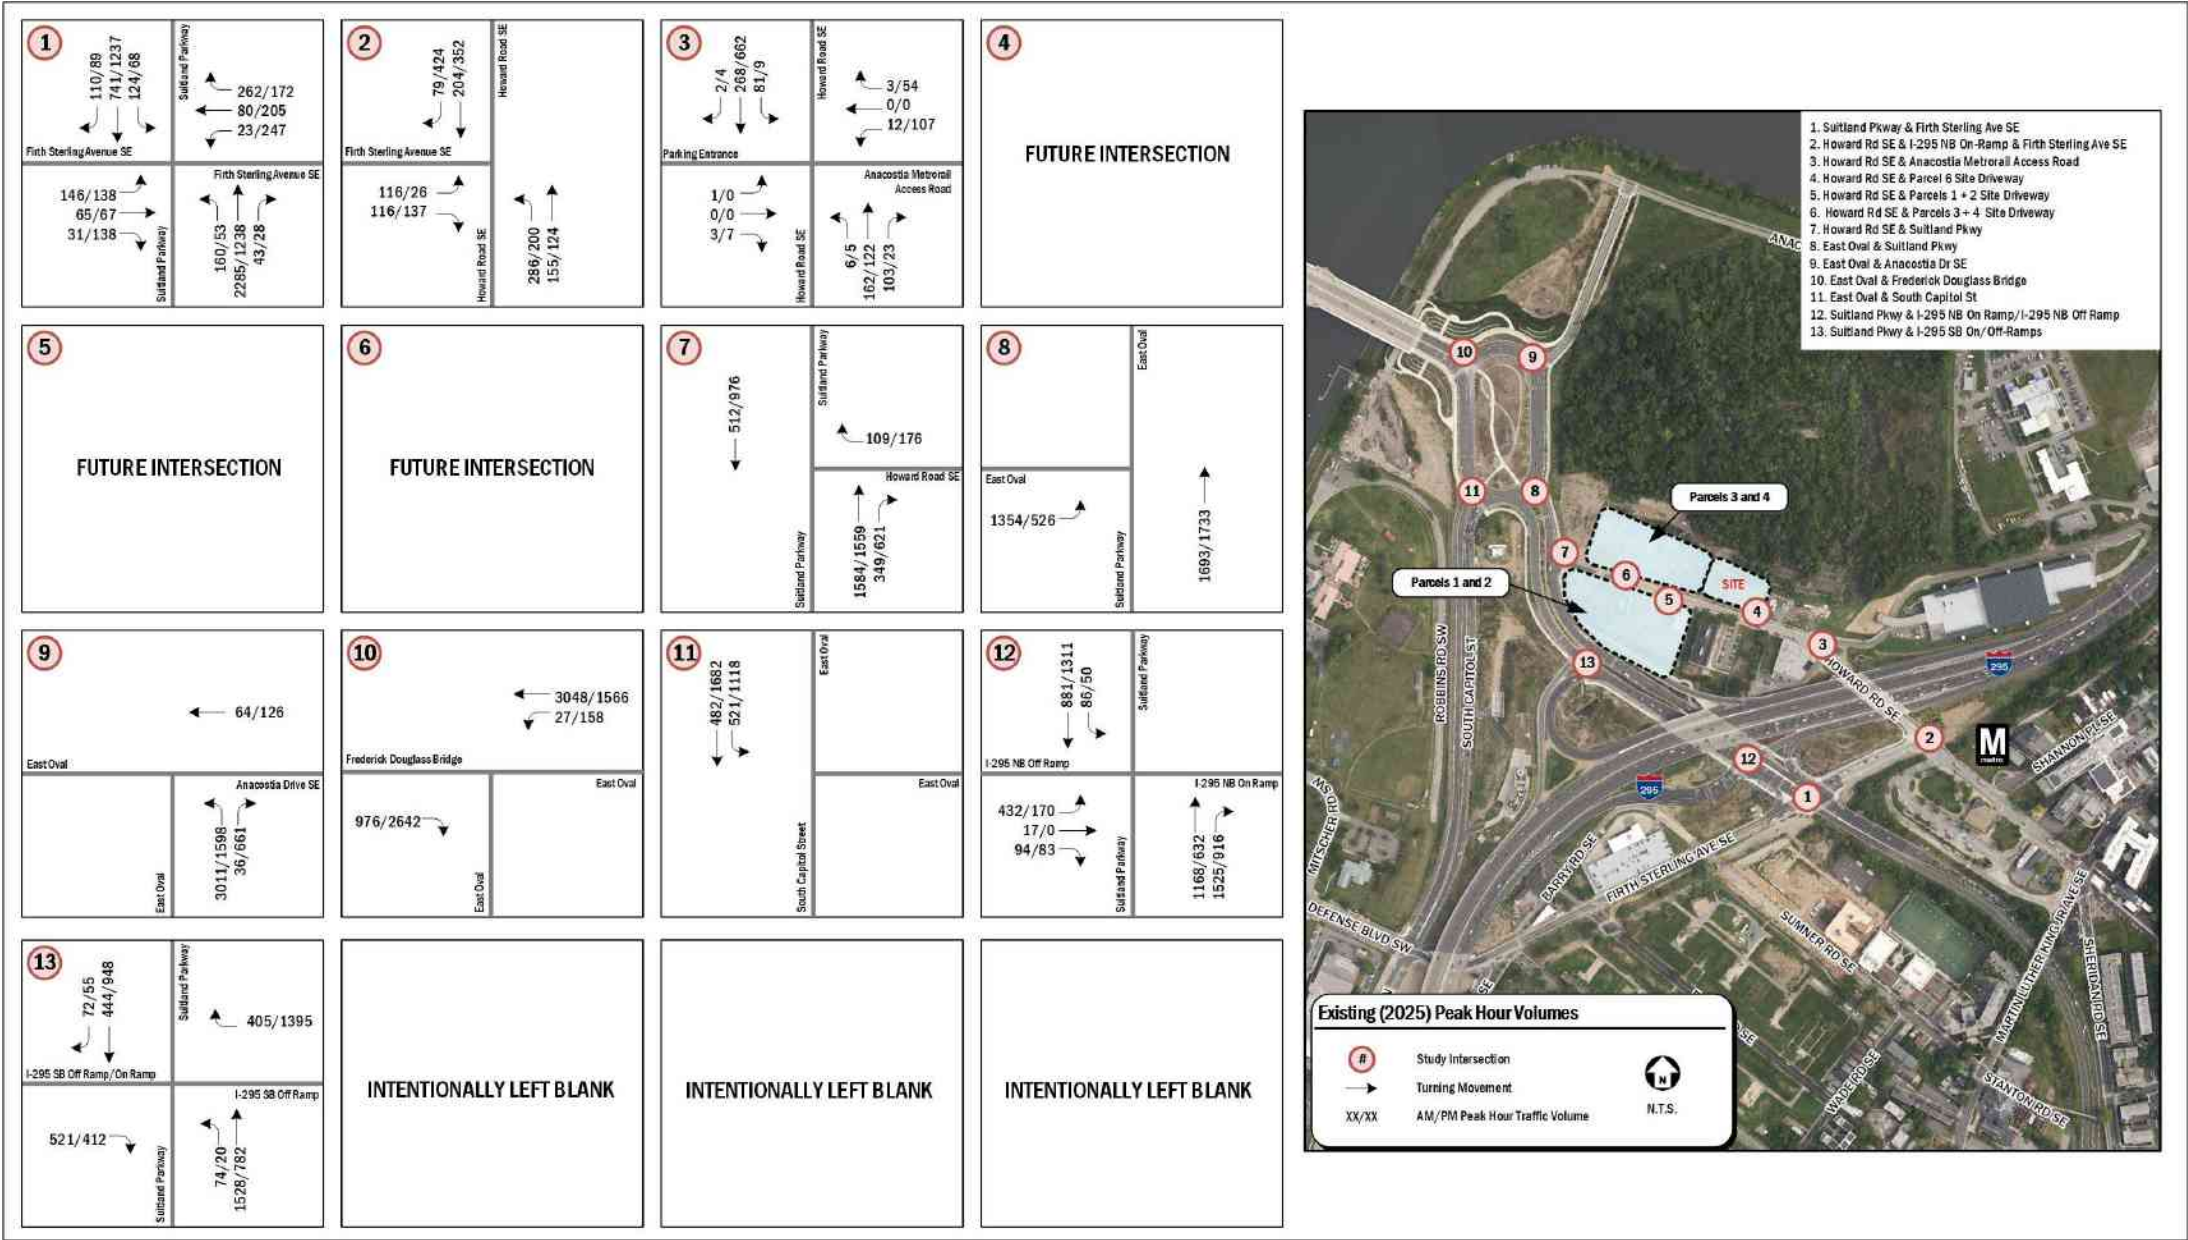 1
110/89
741/1237
124/68
Suitland Parkway
262/172
80/205
23/247
Firth Sterling Avenue SE
Firth Sterling Avenue SE
146/138
65/67
31/138
Suitland Parkway
160/53
2285/1238
43/28
2
79/424
204/352
Howard Road SE
Firth Sterling Avenue SE
116/26
116/137
Howard Road SE
286/200
155/124
3
2/4
268/662
81/9
Howard Road SE
3/54
0/0
12/107
Parking Entrance
Anacostia Metrorail
Access Road
1/0
0/0
3/7
Howard Road SE
6/5
162/122
103/23
4
FUTURE INTERSECTION
5
FUTURE INTERSECTION
6
FUTURE INTERSECTION
7
512/976
Suitland Parkway
109/176
Howard Road SE
Suitland Parkway
1584/1559
349/621
8
East Oval
East Oval
1354/526
Suitland Parkway
1693/1733
9
64/126
East Oval
Anacostia Drive SE
East Oval
3011/1598
36/661
10
3048/1566
27/158
Frederick Douglass Bridge
East Oval
976/2642
East Oval
11
482/1682
521/1118
East Oval
East Oval
South Capitol Street
12
881/1311
86/50
Suitland Parkway
I-295 NB Off Ramp
I-295 NB On Ramp
432/170
17/0
94/83
Suitland Parkway
1168/632
1525/916
13
72/55
444/948
Suitland Parkway
405/1395
I-295 SB Off Ramp/On Ramp
I-295 SB Off Ramp
521/412
Suitland Parkway
74/20
1528/782
INTENTIONALLY LEFT BLANK
INTENTIONALLY LEFT BLANK
INTENTIONALLY LEFT BLANK
1. Suitland Pkway & Firth Sterling Ave SE
2. Howard Rd SE & I-295 NB On-Ramp & Firth Sterling Ave SE
3. Howard Rd SE & Anacostia Metrorail Access Road
4. Howard Rd SE & Parcel 6 Site Driveway
5. Howard Rd SE & Parcels 1 + 2 Site Driveway
6. Howard Rd SE & Parcels 3 + 4 Site Driveway
7. Howard Rd SE & Suitland Pkwy
8. East Oval & Suitland Pkwy
9. East Oval & Anacostia Dr SE
10. East Oval & Frederick Douglass Bridge
11. East Oval & South Capitol St
12. Suitland Pkwy & I-295 NB On Ramp/I-295 NB Off Ramp
13. Suitland Pkwy & I-295 SB On/Off-Ramps
ANAC
10
9
11
8
Parcels 3 and 4
7
6
SITE
Parcels 1 and 2
5
4
3
13
295
HOWARD RD SE
ROBBINS RD SW
SOUTH CAPITOL ST
2
M
metro
SHANNON PL SE
12
295
1
MS
MITSCHER RD
BARRY RD SE
FIRTH STERLING AVE SE
DEFENSE BLVD SW
SUMNER RD SE
MARTIN LUTHER KING JR AVE SE
SHERIDAN RD SE
SE
SE
WADE RD SE
STANTON RD SE
Existing (2025) Peak Hour Volumes
# Study Intersection
Turning Movement
XX/XX AM/PM Peak Hour Traffic Volume
N
N.T.S.